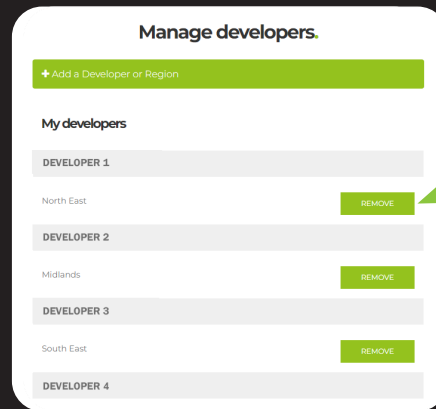 Manage developers.
+ Add a Developer or Region
My developers
DEVELOPER 1
North East
REMOVE
DEVELOPER 2
Midlands
REMOVE
DEVELOPER 3
South East
REMOVE
DEVELOPER 4